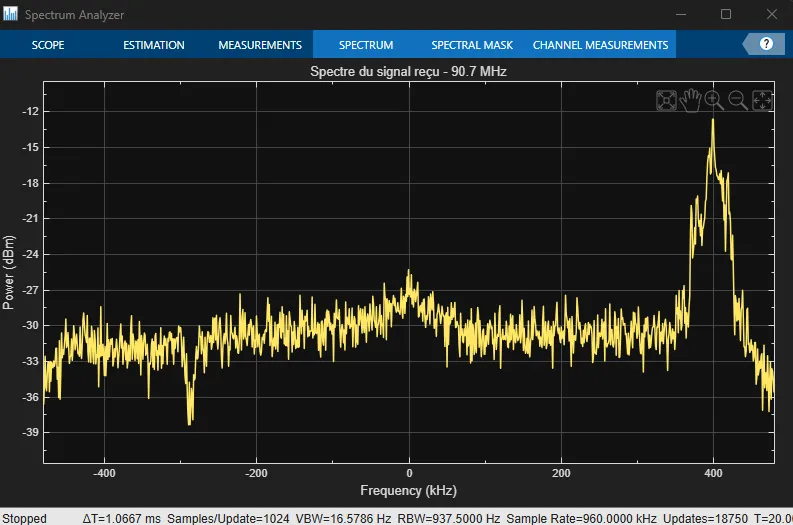 Spectrum Analyzer
SCOPE ESTIMATION MEASUREMENTS SPECTRUM SPECTRAL MASK CHANNEL MEASUREMENTS ?
Spectre du signal reçu - 90.7 MHz
-12
-15
-18
-21
-24
-27
-30
-33
-36
-39
Power (dBm)
-400 -200 0 200 400
Frequency (kHz)
Stopped ΔT=1.0667 ms Samples/Update=1024 VBW=16.5786 Hz RBW=937.5000 Hz Sample Rate=960.0000 kHz Updates=18750 T=20.0